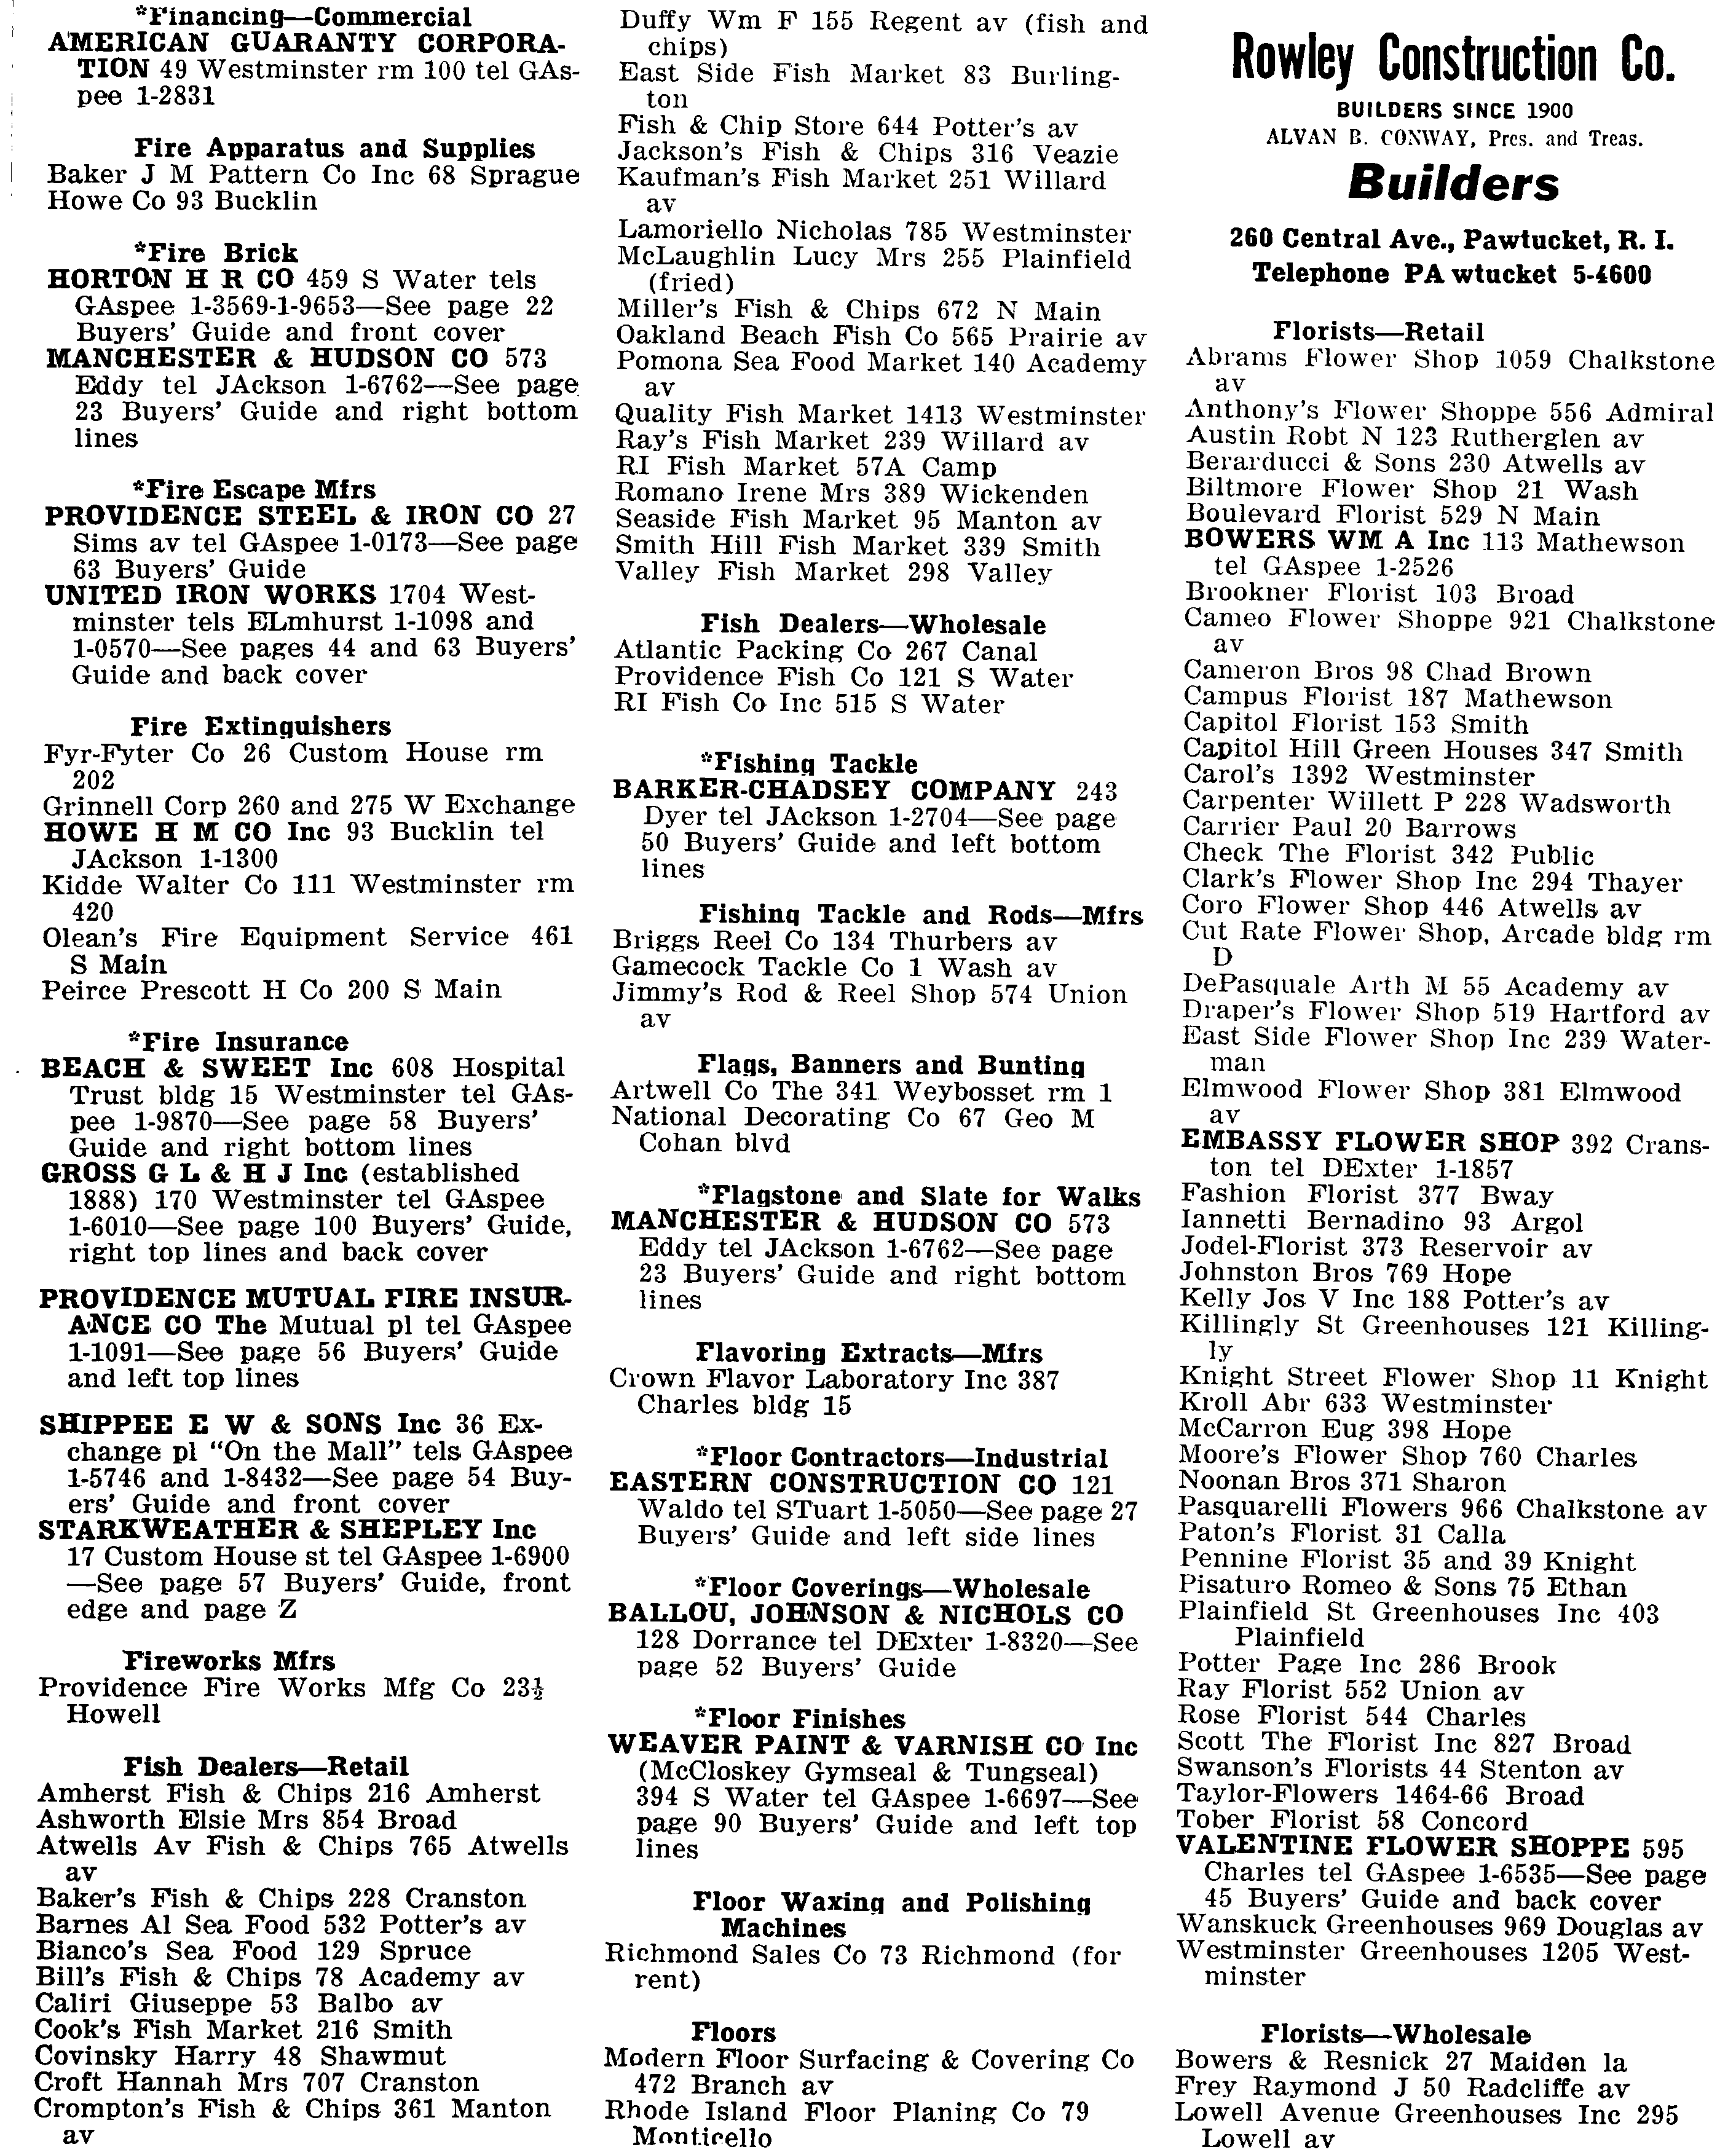 *Financing—Commercial
AMERICAN GUARANTY CORPORA-
TION 49 Westminster rm 100 tel GAs-
pee 1-2831
Fire Apparatus and Supplies
Baker J M Pattern Co Inc 68 Sprague
Howe Co 93 Bucklin
*Fire Brick
HORTON H R CO 459 S Water tels
GAspee 1-3569-1-9653—See page 22
Buyers' Guide and front cover
MANCHESTER & HUDSON CO 573
Eddy tel JAckson 1-6762—See page
23 Buyers' Guide and right bottom
lines
*Fire Escape Mfrs
PROVIDENCE STEEL & IRON CO 27
Sims av tel GAspee 1-0173—See page
63 Buyers' Guide
UNITED IRON WORKS 1704 West-
minster tels ELmhurst 1-1098 and
1-0570—See pages 44 and 63 Buyers'
Guide and back cover
Fire Extinguishers
Fyr-Fyter Co 26 Custom House rm
202
Grinnell Corp 260 and 275 W Exchange
HOWE H M CO Inc 93 Bucklin tel
JAckson 1-1300
Kidde Walter Co 111 Westminster rm
420
Olean's Fire Equipment Service 461
S Main
Peirce Prescott H Co 200 S Main
*Fire Insurance
BEACH & SWEET Inc 608 Hospital
Trust bldg 15 Westminster tel GAs-
pee 1-9870—See page 58 Buyers'
Guide and right bottom lines
GROSS G L & H J Inc (established
1888) 170 Westminster tel GAspee
1-6010—See page 100 Buyers' Guide,
right top lines and back cover
PROVIDENCE MUTUAL FIRE INSUR-
ANCE CO The Mutual pl tel GAspee
1-1091—See page 56 Buyers' Guide
and left top lines
SHIPPEE E W & SONS Inc 36 Ex-
change pl "On the Mall" tels GAspee
1-5746 and 1-8432—See page 54 Buy-
ers' Guide and front cover
STARKWEATHER & SHEPLEY Inc
17 Custom House st tel GAspee 1-6900
—See page 57 Buyers' Guide, front
edge and page Z
Fireworks Mfrs
Providence Fire Works Mfg Co 23½
Howell
Fish Dealers—Retail
Amherst Fish & Chips 216 Amherst
Ashworth Elsie Mrs 854 Broad
Atwells Av Fish & Chips 765 Atwells
av
Baker's Fish & Chips 228 Cranston
Barnes Al Sea Food 532 Potter's av
Bianco's Sea Food 129 Spruce
Bill's Fish & Chips 78 Academy av
Caliri Giuseppe 53 Balbo av
Cook's Fish Market 216 Smith
Covinsky Harry 48 Shawmut
Croft Hannah Mrs 707 Cranston
Crompton's Fish & Chips 361 Manton
av
Duffy Wm F 155 Regent av (fish and
chips)
East Side Fish Market 83 Burling-
ton
Fish & Chip Store 644 Potter's av
Jackson's Fish & Chips 316 Veazie
Kaufman's Fish Market 251 Willard
av
Lamoriello Nicholas 785 Westminster
McLaughlin Lucy Mrs 255 Plainfield
(fried)
Miller's Fish & Chips 672 N Main
Oakland Beach Fish Co 565 Prairie av
Pomona Sea Food Market 140 Academy
av
Quality Fish Market 1413 Westminster
Ray's Fish Market 239 Willard av
RI Fish Market 57A Camp
Romano Irene Mrs 389 Wickenden
Seaside Fish Market 95 Manton av
Smith Hill Fish Market 339 Smith
Valley Fish Market 298 Valley
Fish Dealers—Wholesale
Atlantic Packing Co 267 Canal
Providence Fish Co 121 S Water
RI Fish Co Inc 515 S Water
*Fishing Tackle
BARKER-CHADSEY COMPANY 243
Dyer tel JAckson 1-2704—See page
50 Buyers' Guide and left bottom
lines
Fishing Tackle and Rods—Mfrs
Briggs Reel Co 134 Thurbers av
Gamecock Tackle Co 1 Wash av
Jimmy's Rod & Reel Shop 574 Union
av
Flags, Banners and Bunting
Artwell Co The 341 Weybosset rm 1
National Decorating Co 67 Geo M
Cohan blvd
*Flagstone and Slate for Walks
MANCHESTER & HUDSON CO 573
Eddy tel JAckson 1-6762—See page
23 Buyers' Guide and right bottom
lines
Flavoring Extracts—Mfrs
Crown Flavor Laboratory Inc 387
Charles bldg 15
*Floor Contractors—Industrial
EASTERN CONSTRUCTION CO 121
Waldo tel STuart 1-5050—See page 27
Buyers' Guide and left side lines
*Floor Coverings—Wholesale
BALLOU, JOHNSON & NICHOLS CO
128 Dorrance tel DExter 1-8320—See
page 52 Buyers' Guide
*Floor Finishes
WEAVER PAINT & VARNISH CO Inc
(McCloskey Gymseal & Tungseal)
394 S Water tel GAspee 1-6697—See
page 90 Buyers' Guide and left top
lines
Floor Waxing and Polishing
Machines
Richmond Sales Co 73 Richmond (for
rent)
Floors
Modern Floor Surfacing & Covering Co
472 Branch av
Rhode Island Floor Planing Co 79
Monticello
Rowley Construction Co.
BUILDERS SINCE 1900
ALVAN B. CONWAY, Pres. and Treas.
Builders
260 Central Ave., Pawtucket, R. I.
Telephone PA wtucket 5-4600
Florists—Retail
Abrams Flower Shop 1059 Chalkstone
av
Anthony's Flower Shoppe 556 Admiral
Austin Robt N 123 Rutherglen av
Berarducci & Sons 230 Atwells av
Biltmore Flower Shop 21 Wash
Boulevard Florist 529 N Main
BOWERS WM A Inc 113 Mathewson
tel GAspee 1-2526
Brookner Florist 103 Broad
Cameo Flower Shoppe 921 Chalkstone
av
Cameron Bros 98 Chad Brown
Campus Florist 187 Mathewson
Capitol Florist 153 Smith
Capitol Hill Green Houses 347 Smith
Carol's 1392 Westminster
Carpenter Willett P 228 Wadsworth
Carrier Paul 20 Barrows
Check The Florist 342 Public
Clark's Flower Shop Inc 294 Thayer
Coro Flower Shop 446 Atwells av
Cut Rate Flower Shop, Arcade bldg rm
D
DePasquale Arth M 55 Academy av
Draper's Flower Shop 519 Hartford av
East Side Flower Shop Inc 239 Water-
man
Elmwood Flower Shop 381 Elmwood
av
EMBASSY FLOWER SHOP 392 Crans-
ton tel DExter 1-1857
Fashion Florist 377 Bway
Iannetti Bernadino 93 Argol
Jodel-Florist 373 Reservoir av
Johnston Bros 769 Hope
Kelly Jos V Inc 188 Potter's av
Killingly St Greenhouses 121 Killing-
ly
Knight Street Flower Shop 11 Knight
Kroll Abr 633 Westminster
McCarron Eug 398 Hope
Moore's Flower Shop 760 Charles
Noonan Bros 371 Sharon
Pasquarelli Flowers 966 Chalkstone av
Paton's Florist 31 Calla
Pennine Florist 35 and 39 Knight
Pisaturo Romeo & Sons 75 Ethan
Plainfield St Greenhouses Inc 403
Plainfield
Potter Page Inc 286 Brook
Ray Florist 552 Union av
Rose Florist 544 Charles
Scott The Florist Inc 827 Broad
Swanson's Florists 44 Stenton av
Taylor-Flowers 1464-66 Broad
Tober Florist 58 Concord
VALENTINE FLOWER SHOPPE 595
Charles tel GAspee 1-6535—See page
45 Buyers' Guide and back cover
Wanskuck Greenhouses 969 Douglas av
Westminster Greenhouses 1205 West-
minster
Florists—Wholesale
Bowers & Resnick 27 Maiden la
Frey Raymond J 50 Radcliffe av
Lowell Avenue Greenhouses Inc 295
Lowell av